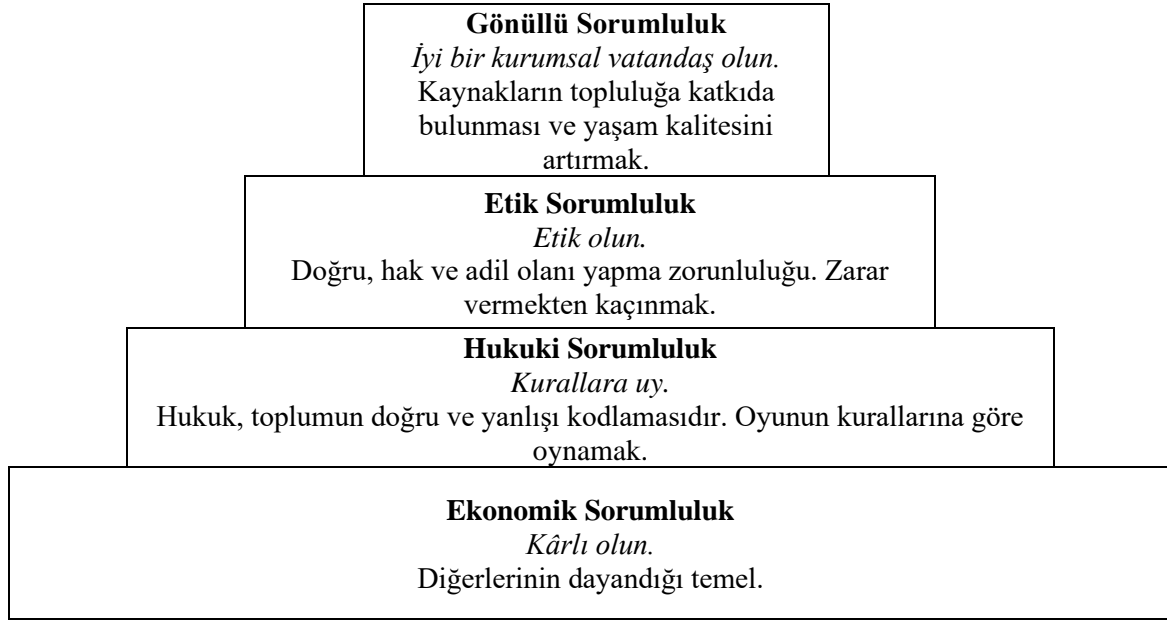 Gönüllü Sorumluluk
İyi bir kurumsal vatandaş olun.
Kaynakların topluluğa katkıda
bulunması ve yaşam kalitesini
artırmak.
Etik Sorumluluk
Etik olun.
Doğru, hak ve adil olanı yapma zorunluluğu. Zarar
vermekten kaçınmak.
Hukuki Sorumluluk
Kurallara uy.
Hukuk, toplumun doğru ve yanlışı kodlamasıdır. Oyunun kurallarına göre
oynamak.
Ekonomik Sorumluluk
Kârlı olun.
Diğerlerinin dayandığı temel.